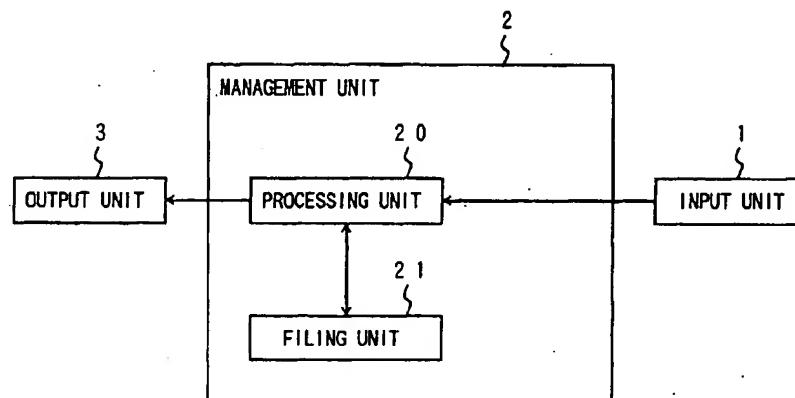 2
MANAGEMENT UNIT
3
20
1
OUTPUT UNIT
PROCESSING UNIT
INPUT UNIT
21
FILING UNIT